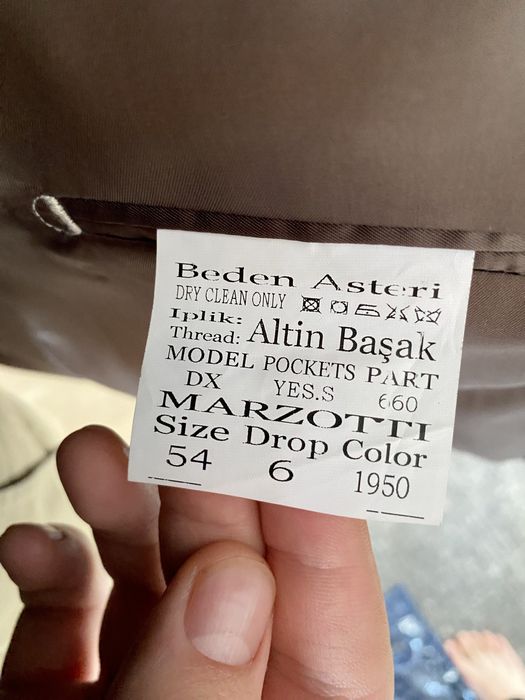 Beden Asteri
DRY CLEAN ONLY
Iplik:
Thread: Altin Başak
MODEL POCKETS PART
DX YES.S 660
MARZOTTI
Size Drop Color
54 6 1950